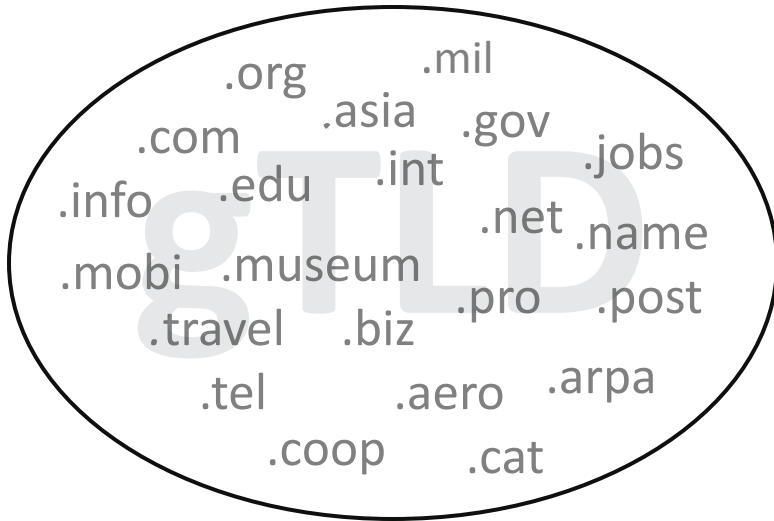 .org
.mil
.asia
.com
.gov
.jobs
.int
.edu
.info
.net
.name
.mobi
.museum
.pro
.post
.travel
.biz
.tel
.aero
.arpa
.coop
.cat
gTLD